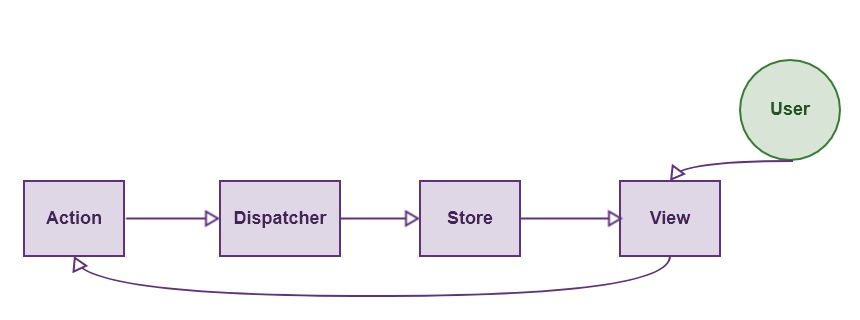 User
Action
Dispatcher
Store
View